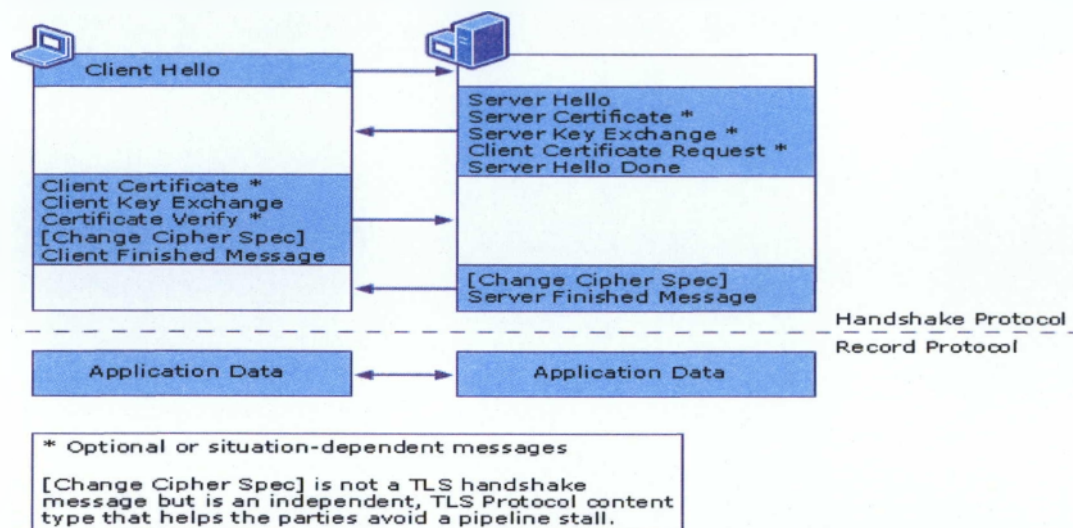 Client Hello
Server Hello
Server Certificate *
Server Key Exchange *
Client Certificate Request *
Server Hello Done
Client Certificate *
Client Key Exchange
Certificate Verify *
[Change Cipher Spec]
Client Finished Message
[Change Cipher Spec]
Server Finished Message
Handshake Protocol
Record Protocol
Application Data
Application Data
* Optional or situation-dependent messages
[Change Cipher Spec] is not a TLS handshake
message but is an independent, TLS Protocol content
type that helps the parties avoid a pipeline stall.